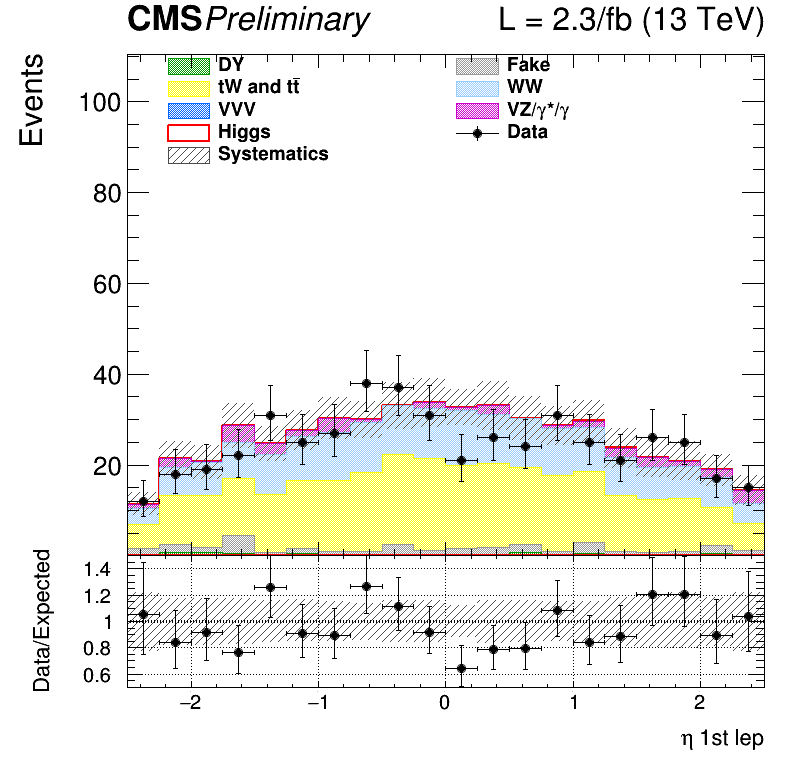 CMS Preliminary L = 2.3/fb (13 TeV)
Events
DY Fake
tW and tt̄ WW
VVV VZ/γ*/γ
Higgs Data
Systematics
100
80
60
40
20
Data/Expected
1.4
1.2
1
0.8
0.6
−2 −1 0 1 2
η 1st lep